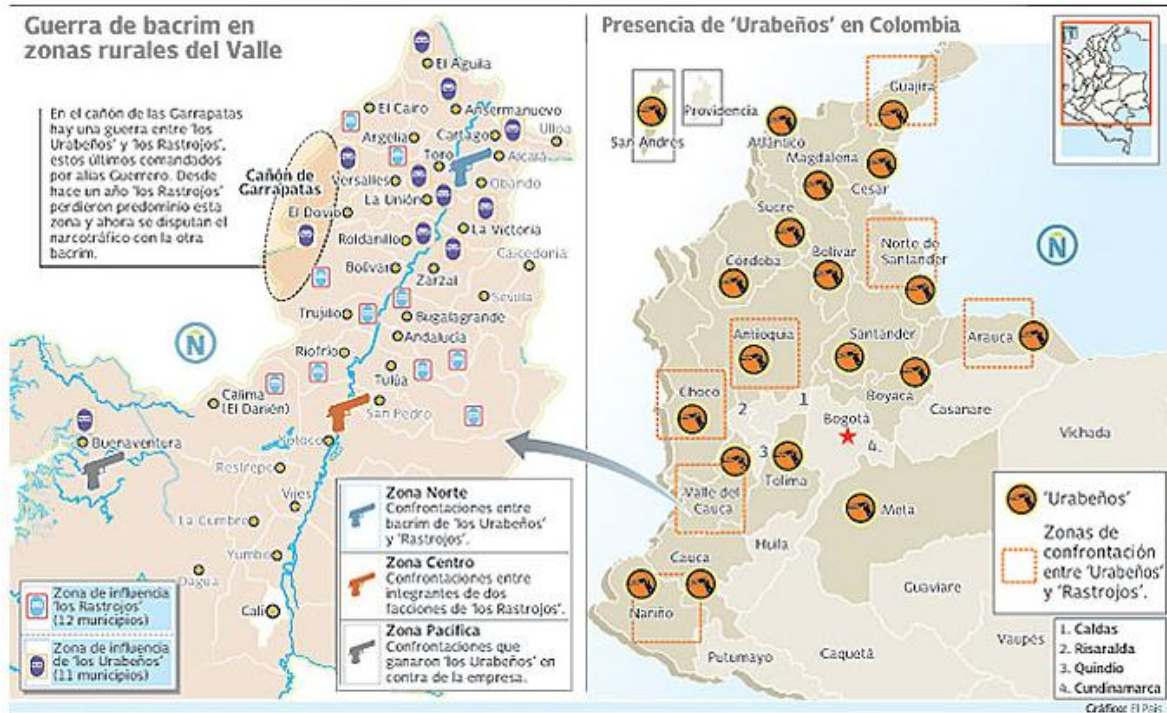 Guerra de bacrim en
zonas rurales del Valle
En el cañón de las Garrapatas
hay una guerra entre 'los
Urabeños' y 'los Rastrojos',
estos últimos comandados
por alias Guerrero. Desde
hace un año 'los Rastrojos'
perdieron predominio esta
zona y ahora se disputan el
narcotráfico con la otra
bacrim.
El Águila
El Cairo
Ansermanuevo
Argelia
Cartago
Ulloa
Toro
Alcalá
Cañón de
Garrapatas
Versalles
Obando
La Unión
El Dovio
La Victoria
Roldanillo
Caicedonia
Bolívar
Zarzal
Sevilla
Trujillo
Bugalagrande
N
Andalucía
Riofrío
Tulúa
Calima
(El Darién)
San Pedro
Buenaventura
Yotoco
Restrepo
Vijes
La Cumbre
Yumbo
Dagua
Cali
Zona de influencia
'los Rastrojos'
(12 municipios)
Zona de influencia
de 'los Urabeños'
(11 municipios)
Zona Norte
Confrontaciones entre
bacrim de 'los Urabeños'
y 'Rastrojos'.
Zona Centro
Confrontaciones entre
integrantes de dos
facciones de 'los Rastrojos'.
Zona Pacífica
Confrontaciones que
ganaron 'los Urabeños' en
contra de la empresa.
Presencia de 'Urabeños' en Colombia
San Andrés
Providencia
Guajira
Atlántico
Magdalena
Cesar
Sucre
Norte de
Santander
Córdoba
Bolívar
N
Antioquia
Santander
Arauca
Chocó
2
1
Boyacá
Casanare
Bogotá
Vichada
3
4.
Tolima
Valle del
Cauca
Meta
Cauca
Huila
Guaviare
Nariño
Vaupés
Putumayo
Caquetá
'Urabeños'
Zonas de
confrontación
entre 'Urabeños'
y 'Rastrojos'.
1. Caldas
2. Risaralda
3. Quindío
4. Cundinamarca
Gráfico: El País